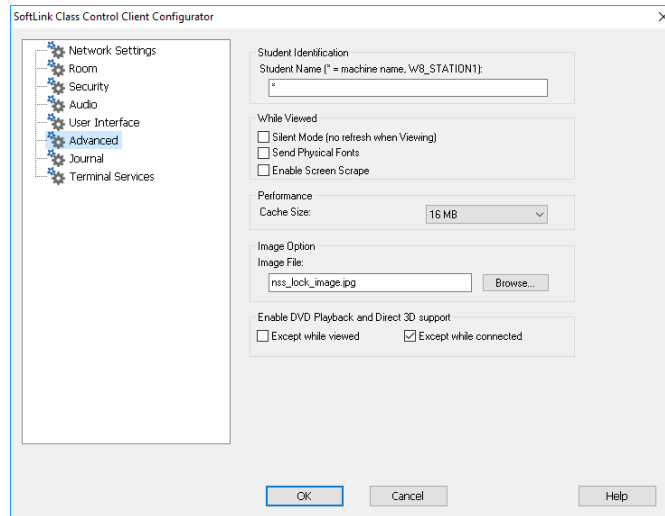 SoftLink Class Control Client Configurator
Network Settings
Room
Security
Audio
User Interface
Advanced
Journal
Terminal Services
Student Identification
Student Name (* = machine name, W8_STATION1):
*
While Viewed
Silent Mode (no refresh when Viewing)
Send Physical Fonts
Enable Screen Scrape
Performance
Cache Size:
16 MB
Image Option
Image File:
nss_lock_image.jpg
Browse...
Enable DVD Playback and Direct 3D support
Except while viewed
Except while connected
OK
Cancel
Help